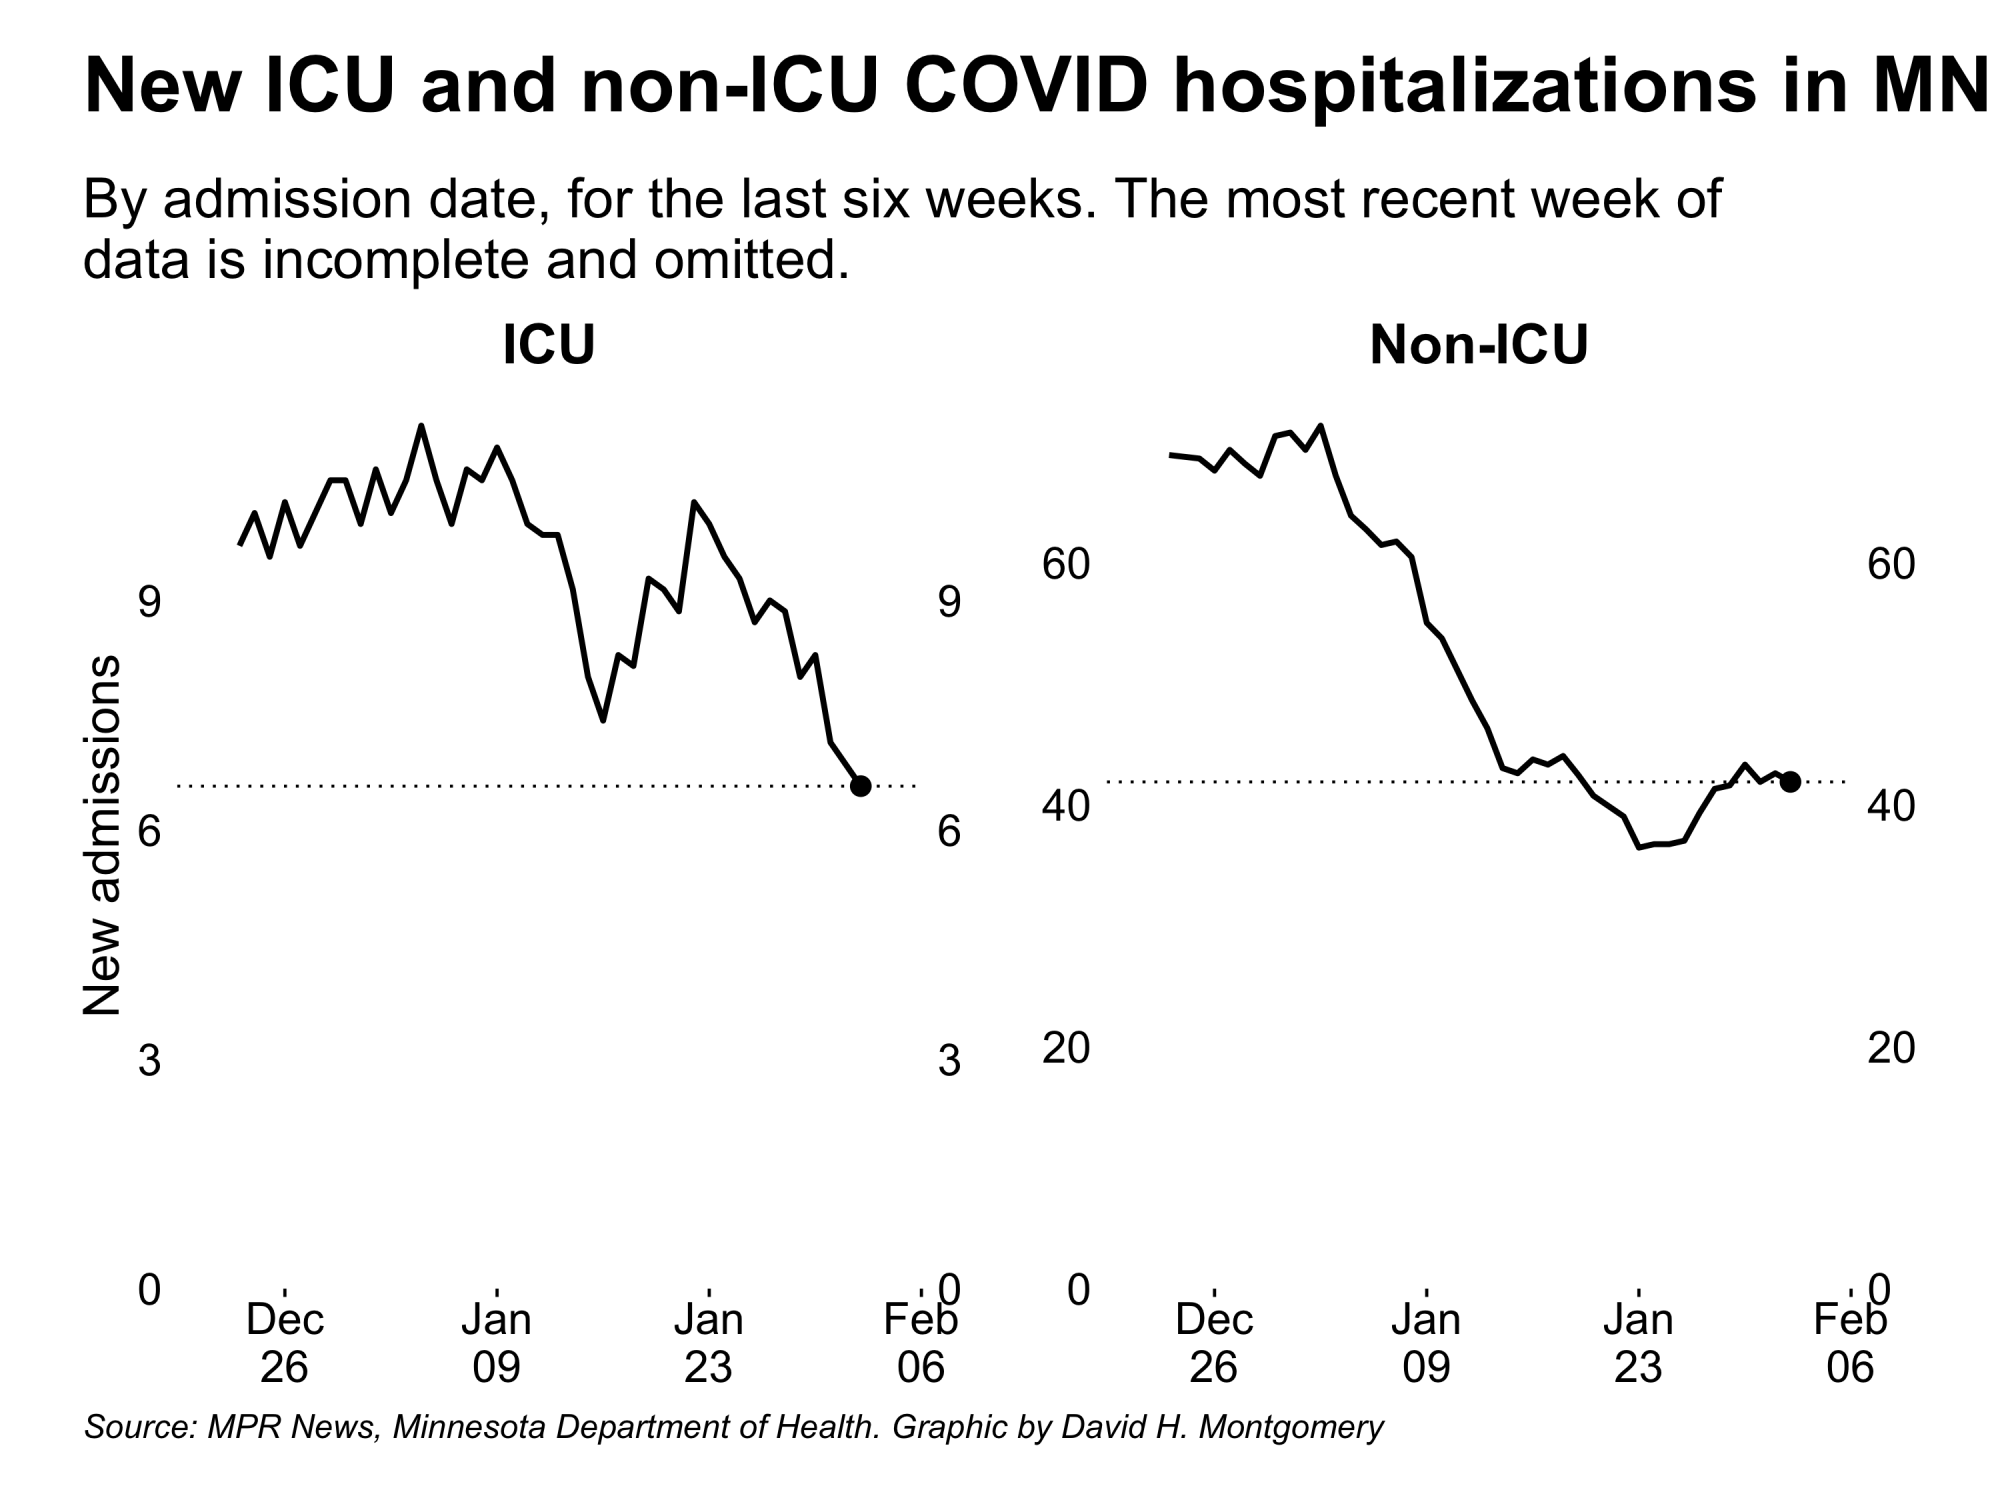 New ICU and non-ICU COVID hospitalizations in MN
By admission date, for the last six weeks. The most recent week of
data is incomplete and omitted.
ICU
Non-ICU
New admissions
9
6
3
0
9
6
3
0
60
40
20
0
60
40
20
0
Dec
26
Jan
09
Jan
23
Feb
06
Dec
26
Jan
09
Jan
23
Feb
06
Source: MPR News, Minnesota Department of Health. Graphic by David H. Montgomery